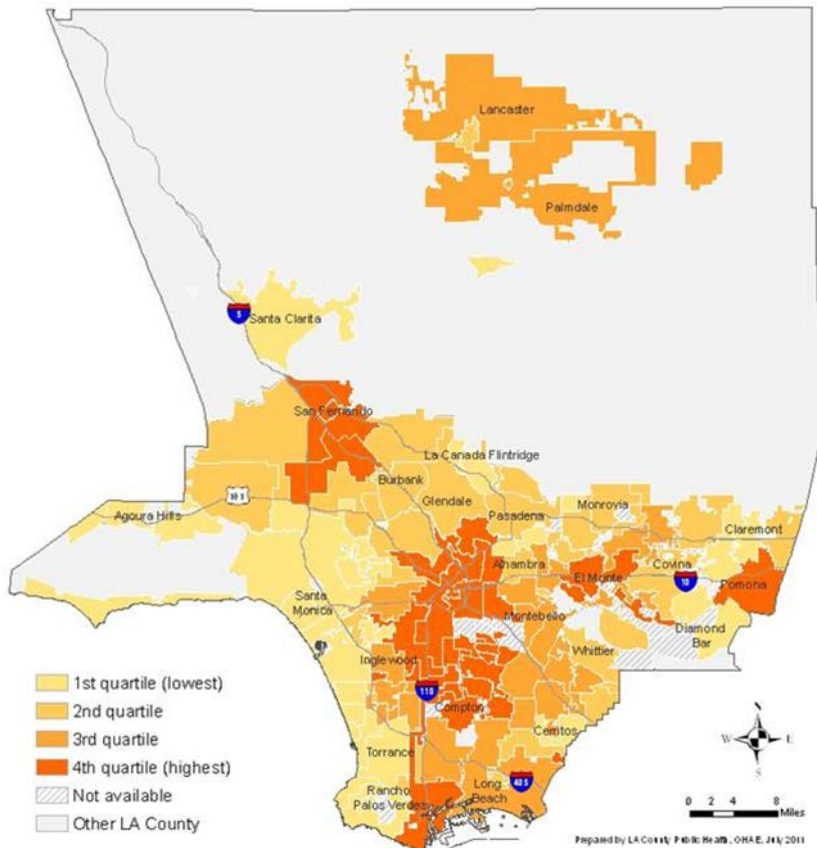 Lancaster
Palmdale
5
Santa Clarita
San Fernando
La Canada Flintridge
Burbank
101
Glendale
Pasadena
Monrovia
Agoura Hills
Claremont
Alhambra
Covina
El Monte
10
Pomona
Santa
Monica
Montebello
Diamond
Bar
Whittier
Inglewood
110
Compton
Cerritos
Torrance
Long
Beach
405
Rancho
Palos Verdes
1st quartile (lowest)
2nd quartile
3rd quartile
4th quartile (highest)
Not available
Other LA County
N
W E
S
0 2 4 8
Miles
Prepared by LA County Public Health, OHAE, July 2011